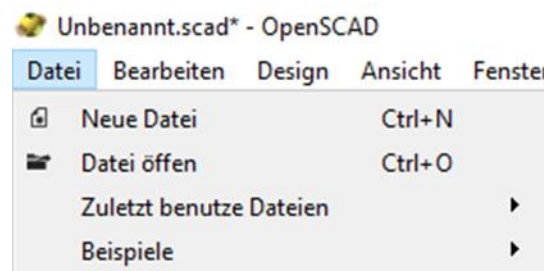 Unbenannt.scad* - OpenSCAD
Datei Bearbeiten Design Ansicht Fenster
Neue Datei Ctrl+N
Datei öffen Ctrl+O
Zuletzt benutze Dateien
Beispiele